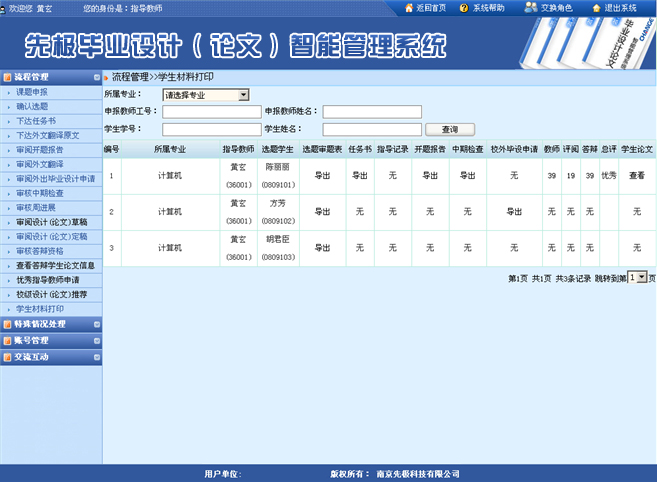 欢迎您 黄玄 您的身份是:指导教师 返回首页 系统帮助 交换角色 退出系统
先极毕业设计（论文）智能管理系统
毕业设计论文
智能管理系统
CHANGE
流程管理
课题申报
确认选题
下达任务书
下达外文翻译原文
审阅开题报告
审阅外文翻译
审阅外出毕业设计申请
审核中期检查
审核周进展
审阅设计(论文)草稿
审阅设计(论文)定稿
审核答辩资格
查看答辩学生论文信息
优秀指导教师申请
校级设计(论文)推荐
学生材料打印
特殊情况处理
账号管理
交流互动
流程管理>>学生材料打印
所属专业： 请选择专业
申报教师工号： 申报教师姓名：
学生学号： 学生姓名： 查询
编号 所属专业 指导教师 选题学生 选题审题表 任务书 指导记录 开题报告 中期检查 校外毕设申请 教师 评阅 答辩 总评 学生论文
1 计算机 黄玄 (36001) 陈丽丽 (0809101) 导出 导出 无 导出 导出 无 39 19 39 优秀 查看
2 计算机 黄玄 (36001) 方芳 (0809102) 导出 无 无 无 无 导出 无 无 无 无
3 计算机 黄玄 (36001) 胡君臣 (0809103) 导出 无 无 无 无 无 无 无 无 无
第1页 共1页 共3条记录 跳转到第 1 页
用户单位: 版权所有： 南京先极科技有限公司